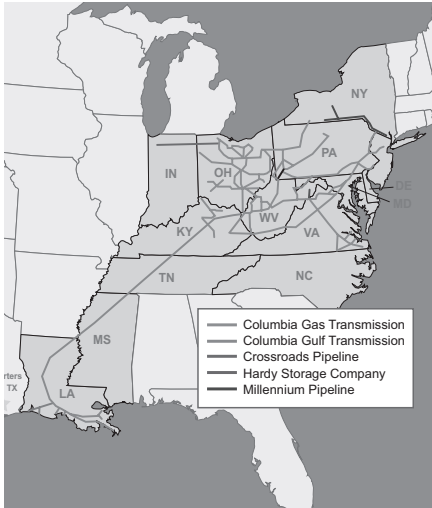 NY
PA
IN
OH
DE
MD
WV
KY
VA
TN
NC
MS
LA
rters
TX
Columbia Gas Transmission
Columbia Gulf Transmission
Crossroads Pipeline
Hardy Storage Company
Millennium Pipeline